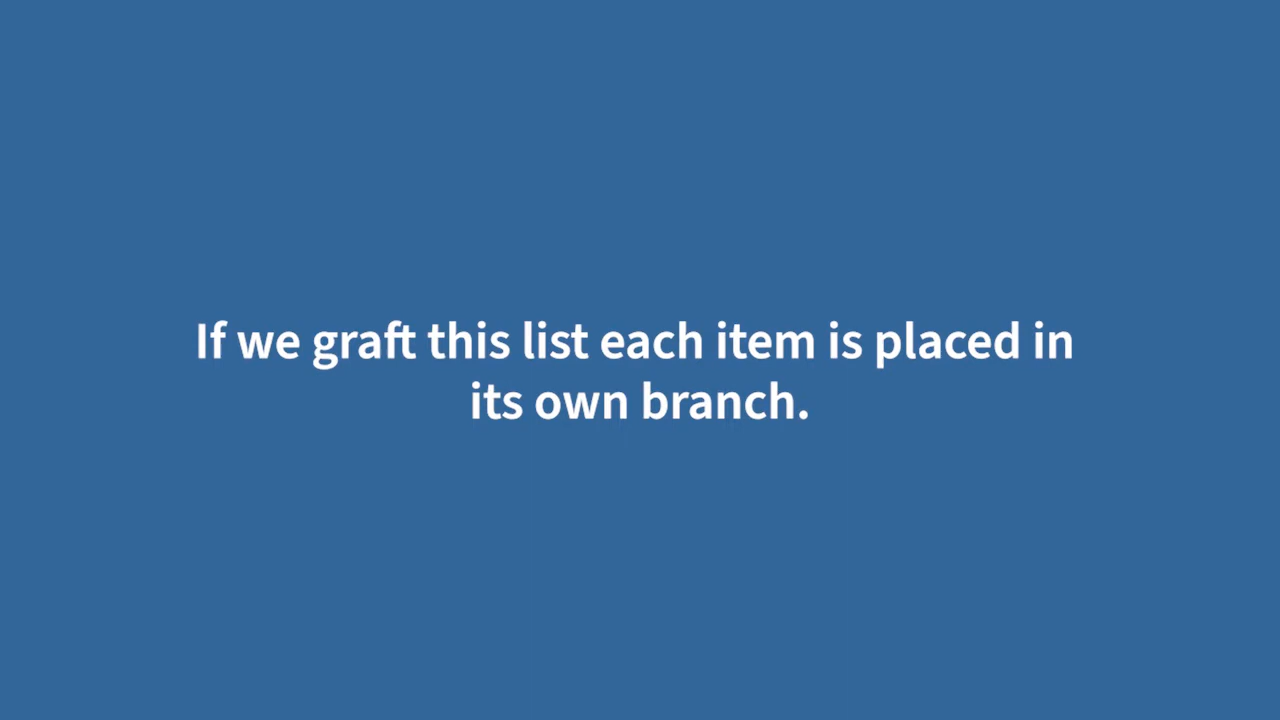 If we graft this list each item is placed in
its own branch.